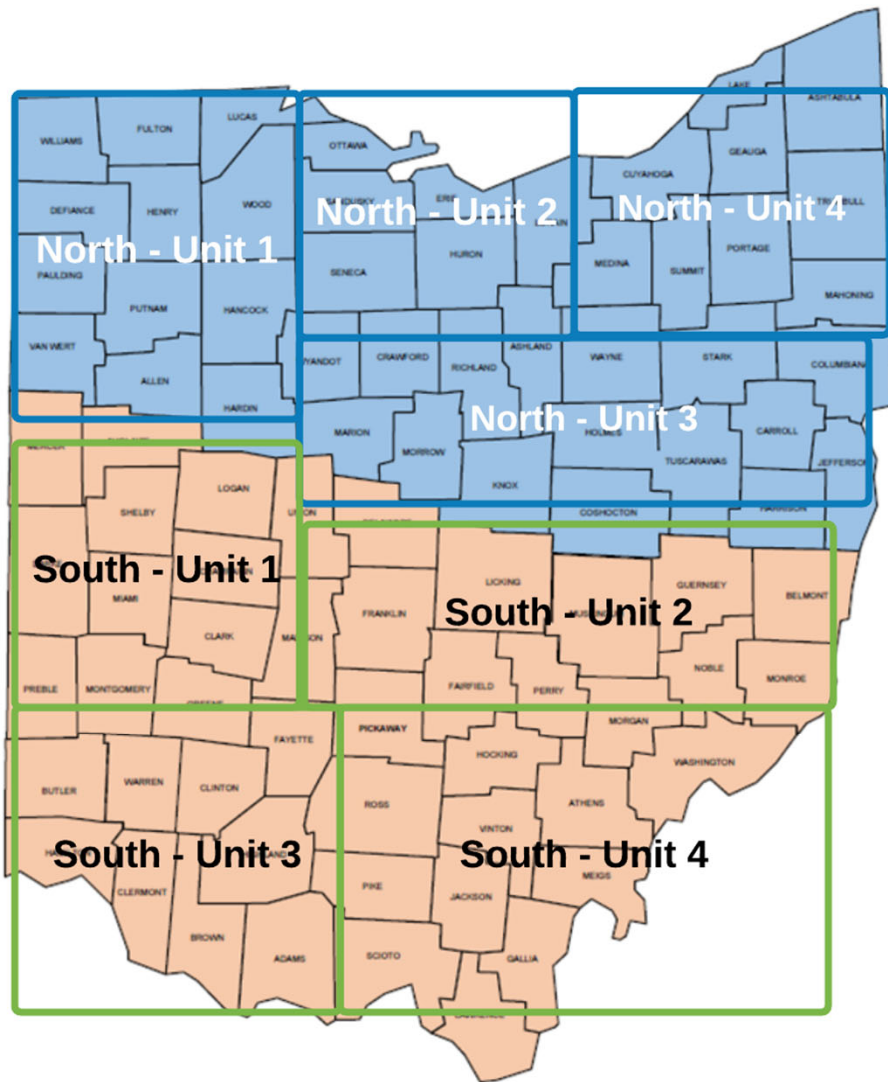 LAKE
ASHTABULA
LUCAS
FULTON
WILLIAMS
OTTAWA
GEAUGA
CUYAHOGA
North - Unit 2
North - Unit 4
DEFIANCE
HENRY
WOOD
North - Unit 1
HURON
PORTAGE
MEDINA
SUMMIT
SENECA
PAULDING
MAHONING
PUTNAM
HANCOCK
VAN WERT
ASHLAND
YANDOT
CRAWFORD
RICHLAND
WAYNE
STARK
COLUMBIAN
ALLEN
HARDIN
North - Unit 3
MARION
HOLMES
CARROLL
MORROW
TUSCARAWAS
JEFFERSON
KNOX
LOGAN
SHELBY
COSHOCTON
HARRISON
South - Unit 1
LICKING
GUERNSEY
BELMONT
MIAMI
FRANKLIN
South - Unit 2
CLARK
NOBLE
MONROE
PREBLE
MONTGOMERY
FAIRFIELD
PERRY
PICKAWAY
MORGAN
FAYETTE
HOCKING
WASHINGTON
BUTLER
WARREN
CLINTON
ROSS
ATHENS
VINTON
South - Unit 3
South - Unit 4
MEIGS
CLERMONT
PIKE
JACKSON
BROWN
ADAMS
SCIOTO
GALLIA